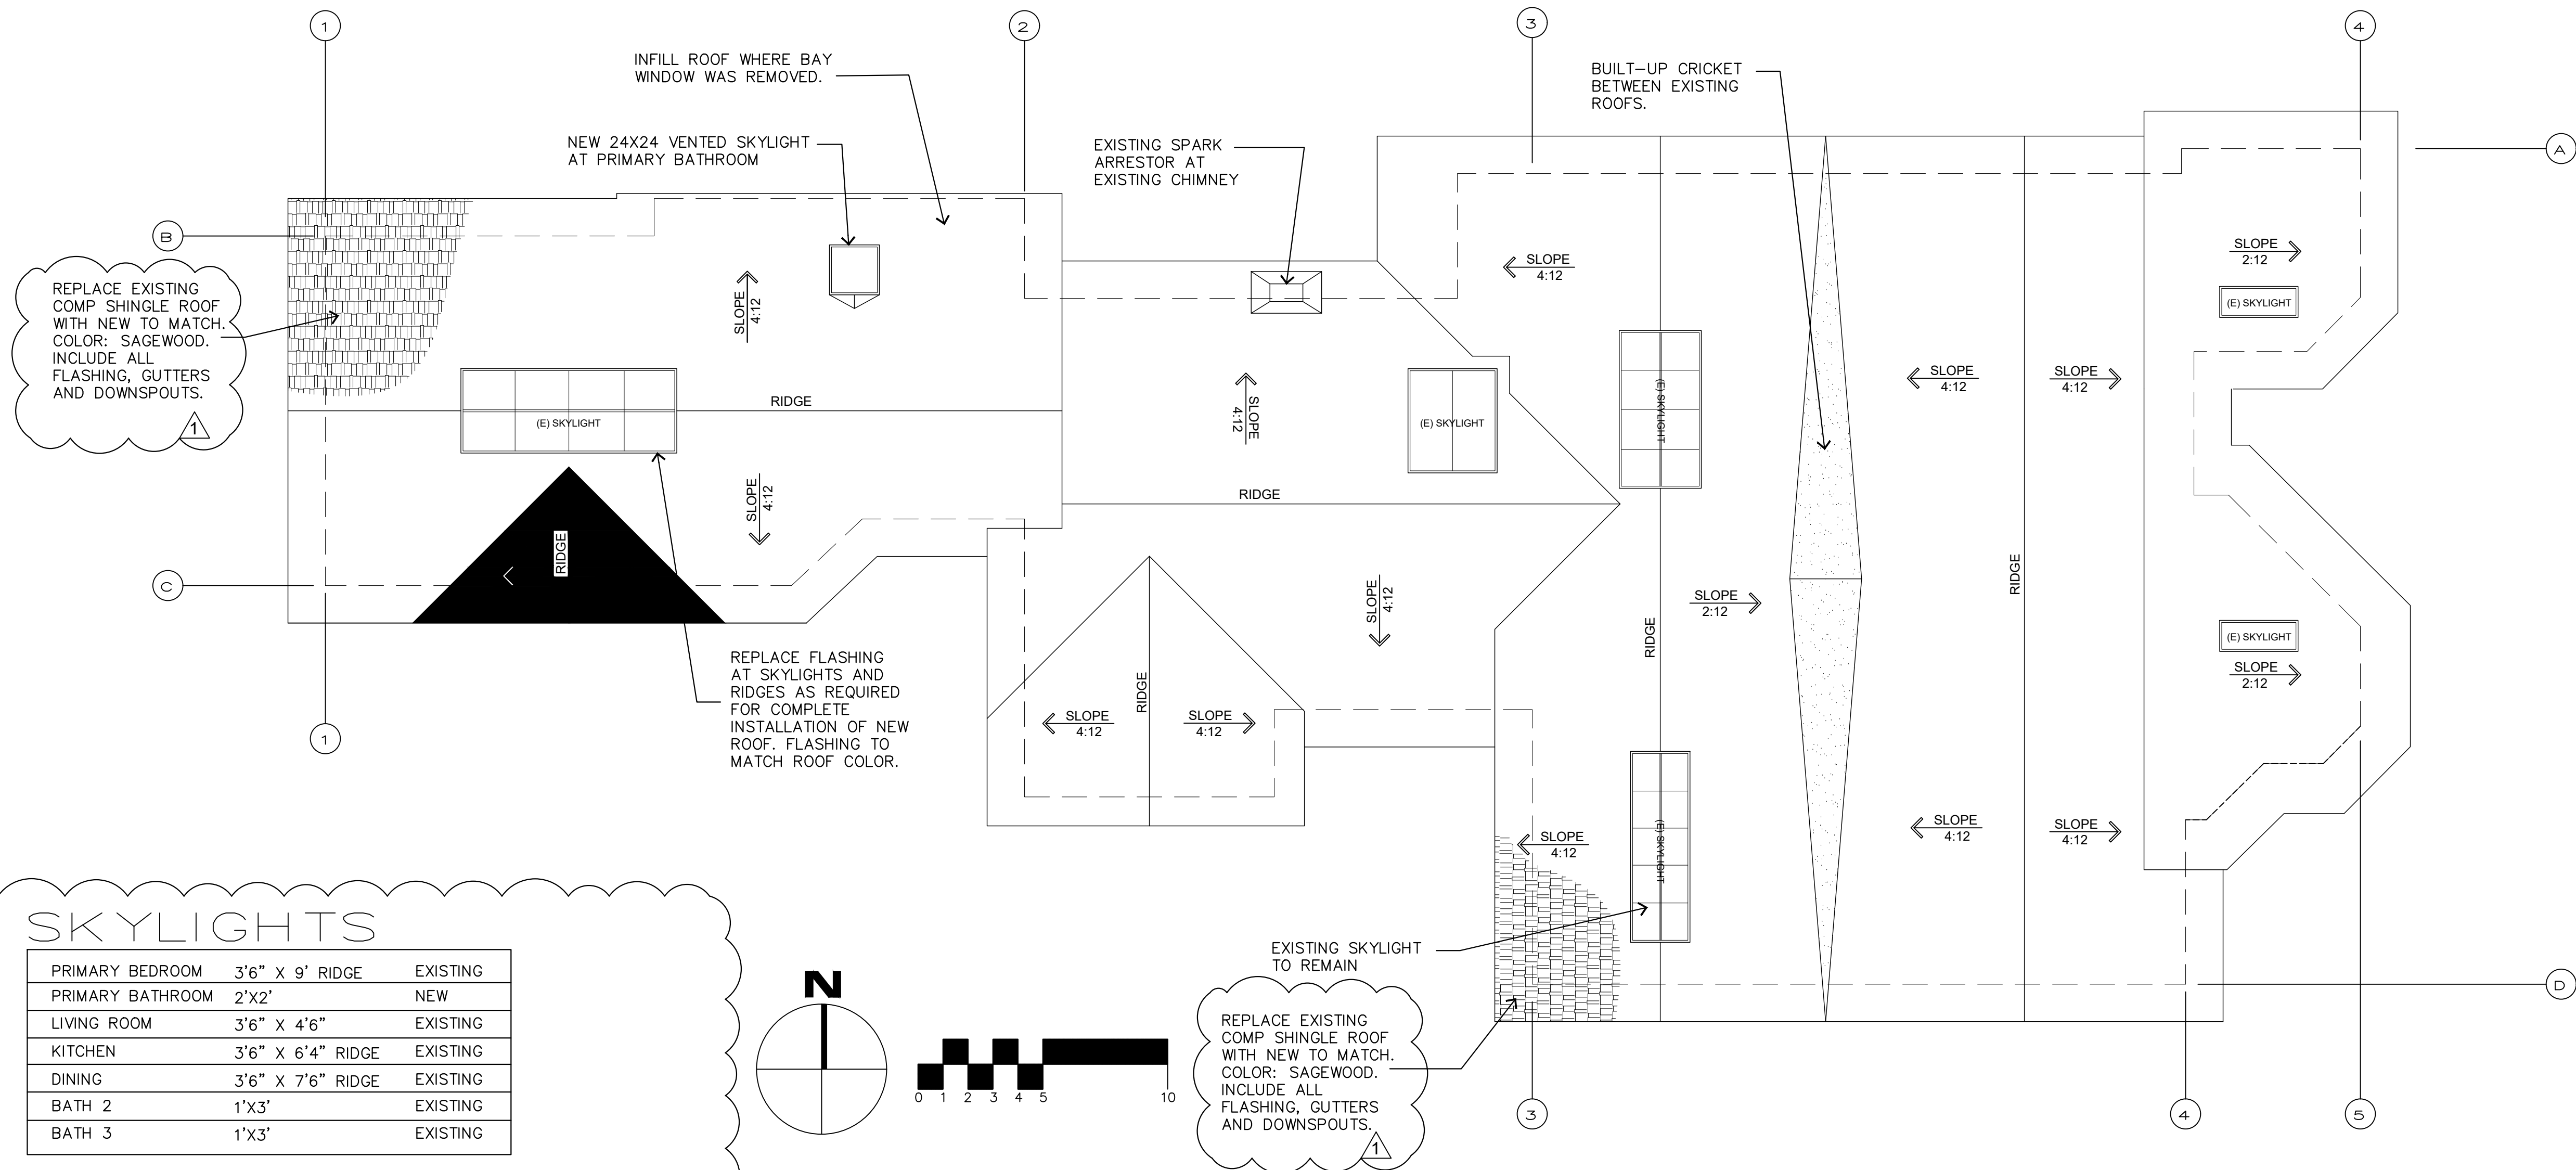 1
2
3
4
A
B
C
INFILL ROOF WHERE BAY
WINDOW WAS REMOVED.
NEW 24X24 VENTED SKYLIGHT
AT PRIMARY BATHROOM
EXISTING SPARK
ARRESTOR AT
EXISTING CHIMNEY
BUILT-UP CRICKET
BETWEEN EXISTING
ROOFS.
REPLACE EXISTING
COMP SHINGLE ROOF
WITH NEW TO MATCH.
COLOR: SAGEWOOD.
INCLUDE ALL
FLASHING, GUTTERS
AND DOWNSPOUTS.
1
SLOPE
4:12
RIDGE
(E) SKYLIGHT
SLOPE
4:12
RIDGE
1
REPLACE FLASHING
AT SKYLIGHTS AND
RIDGES AS REQUIRED
FOR COMPLETE
INSTALLATION OF NEW
ROOF. FLASHING TO
MATCH ROOF COLOR.
SLOPE
4:12
(E) SKYLIGHT
RIDGE
SLOPE
4:12
RIDGE
SLOPE
4:12
SLOPE
4:12
SLOPE
4:12
(E) SKYLIGHT
SLOPE
4:12
SLOPE
4:12
SLOPE
2:12
RIDGE
RIDGE
SLOPE
2:12
(E) SKYLIGHT
(E) SKYLIGHT
SLOPE
2:12
SLOPE
4:12
(E) SKYLIGHT
SLOPE
4:12
SLOPE
4:12
EXISTING SKYLIGHT
TO REMAIN
REPLACE EXISTING
COMP SHINGLE ROOF
WITH NEW TO MATCH.
COLOR: SAGEWOOD.
INCLUDE ALL
FLASHING, GUTTERS
AND DOWNSPOUTS.
1
D
3
4
5
SKYLIGHTS
PRIMARY BEDROOM 3'6" X 9' RIDGE EXISTING
PRIMARY BATHROOM 2'X2' NEW
LIVING ROOM 3'6" X 4'6" EXISTING
KITCHEN 3'6" X 6'4" RIDGE EXISTING
DINING 3'6" X 7'6" RIDGE EXISTING
BATH 2 1'X3' EXISTING
BATH 3 1'X3' EXISTING
N
0 1 2 3 4 5 10